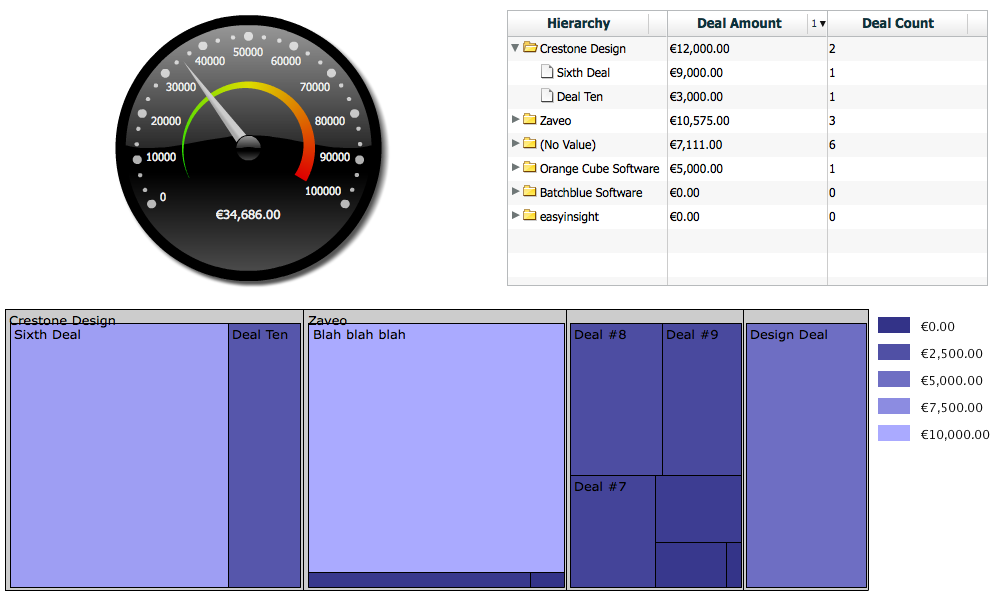 50000
40000
60000
30000
70000
20000
80000
10000
90000
0
100000
€34,686.00
Hierarchy Deal Amount 1▼ Deal Count
Crestone Design €12,000.00 2
Sixth Deal €9,000.00 1
Deal Ten €3,000.00 1
Zaveo €10,575.00 3
(No Value) €7,111.00 6
Orange Cube Software €5,000.00 1
Batchblue Software €0.00 0
easyinsight €0.00 0
Crestone Design
Sixth Deal
Deal Ten
Zaveo
Blah blah blah
Deal #8
Deal #9
Deal #7
Design Deal
€0.00
€2,500.00
€5,000.00
€7,500.00
€10,000.00